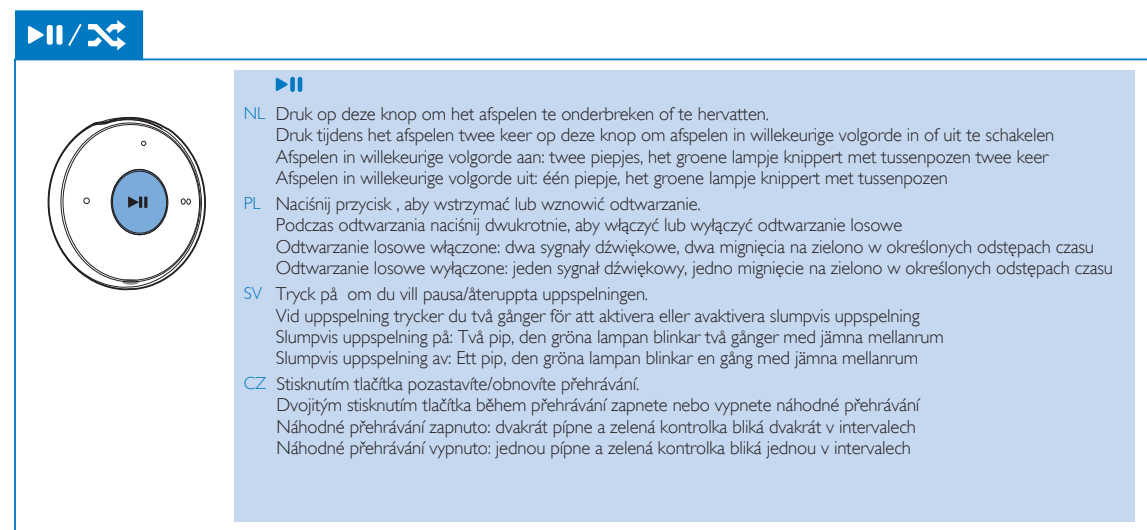 NL Druk op deze knop om het afspelen te onderbreken of te hervatten.
Druk tijdens het afspelen twee keer op deze knop om afspelen in willekeurige volgorde in of uit te schakelen
Afspelen in willekeurige volgorde aan: twee piepjes, het groene lampje knippert met tussenpozen twee keer
Afspelen in willekeurige volgorde uit: één piepje, het groene lampje knippert met tussenpozen
PL Naciśnij przycisk , aby wstrzymać lub wznowić odtwarzanie.
Podczas odtwarzania naciśnij dwukrotnie, aby włączyć lub wyłączyć odtwarzanie losowe
Odtwarzanie losowe włączone: dwa sygnały dźwiękowe, dwa mignięcia na zielono w określonych odstępach czasu
Odtwarzanie losowe wyłączone: jeden sygnał dźwiękowy, jedno mignięcie na zielono w określonych odstępach czasu
SV Tryck på  om du vill pausa/återuppta uppspelningen.
Vid uppspelning trycker du två gånger för att aktivera eller avaktivera slumpvis uppspelning
Slumpvis uppspelning på: Två pip, den gröna lampan blinkar två gånger med jämna mellanrum
Slumpvis uppspelning av: Ett pip, den gröna lampan blinkar en gång med jämna mellanrum
CZ Stisknutím tlačítka pozastavíte/obnovíte přehrávání.
Dvojitým stisknutím tlačítka během přehrávání zapnete nebo vypnete náhodné přehrávání
Náhodné přehrávání zapnuto: dvakrát pípne a zelená kontrolka bliká dvakrát v intervalech
Náhodné přehrávání vypnuto: jednou pípne a zelená kontrolka bliká jednou v intervalech